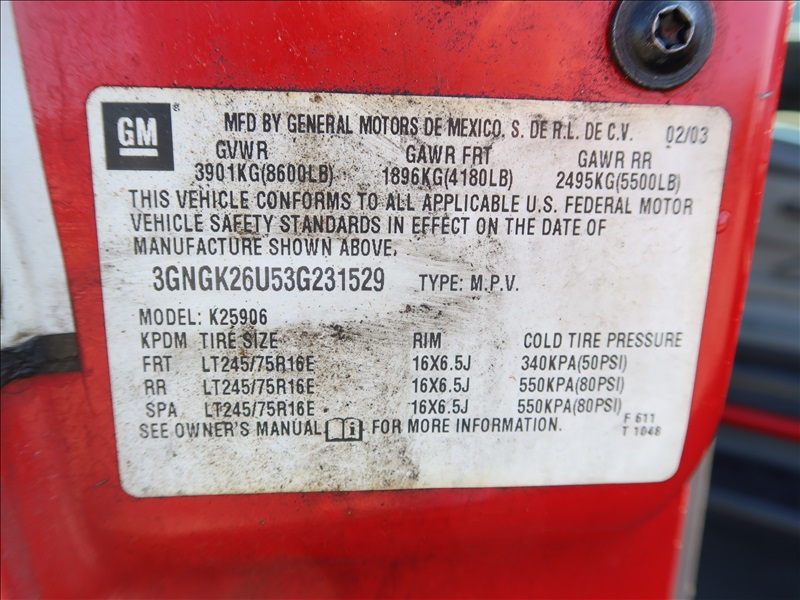 GM ®
MFD BY GENERAL MOTORS DE MEXICO, S. DE R.L. DE C.V. 02/03
GVWR GAWR FRT GAWR RR
3901KG(8600LB) 1896KG(4180LB) 2495KG(5500LB)
THIS VEHICLE CONFORMS TO ALL APPLICABLE U.S. FEDERAL MOTOR
VEHICLE SAFETY STANDARDS IN EFFECT ON THE DATE OF
MANUFACTURE SHOWN ABOVE.
3GNGK26U53G231529 TYPE: M.P.V.
MODEL: K25906
KPDM TIRE SIZE RIM COLD TIRE PRESSURE
FRT LT245/75R16E 16X6.5J 340KPA(50PSI)
RR LT245/75R16E 16X6.5J 550KPA(80PSI)
SPA LT245/75R16E 16X6.5J 550KPA(80PSI)
SEE OWNER'S MANUAL FOR MORE INFORMATION.
F 611
T 1046